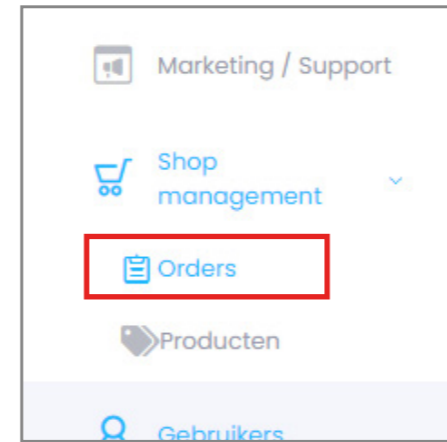 Marketing / Support
Shop
management
Orders
Producten
Gebruikers